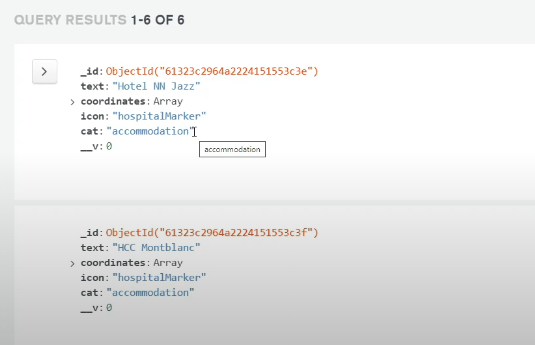 QUERY RESULTS 1-6 OF 6
_id: ObjectId("61323c2964a2224151553c3e")
text: "Hotel NN Jazz"
> coordinates: Array
icon: "hospitalMarker"
cat: "accommodation"
accommodation
__v: 0
_id: ObjectId("61323c2964a2224151553c3f")
text: "HCC Montblanc"
> coordinates: Array
icon: "hospitalMarker"
cat: "accommodation"
__v: 0